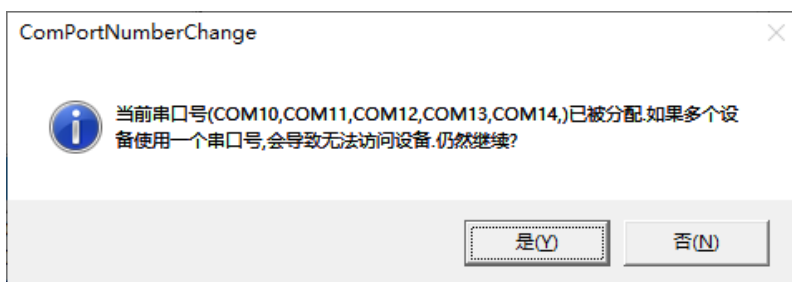 ComPortNumberChange
当前串口号(COM10,COM11,COM12,COM13,COM14,)已被分配.如果多个设
备使用一个串口号,会导致无法访问设备.仍然继续?
是(Y)
否(N)